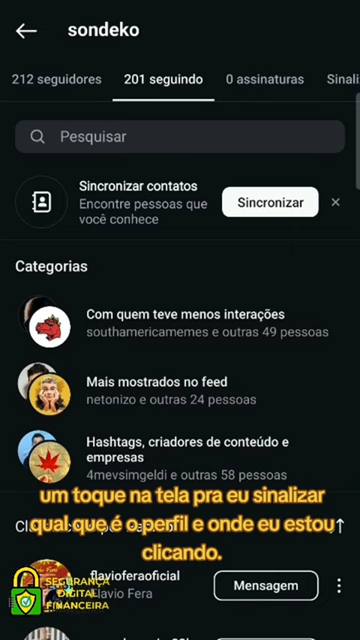 sondeko
212 seguidores
201 seguindo
0 assinaturas
Sinali
Pesquisar
Sincronizar contatos
Encontre pessoas que
você conhece
Sincronizar
Categorias
Com quem teve menos interações
southamericamemes e outras 49 pessoas
Mais mostrados no feed
netonizo e outras 24 pessoas
Hashtags, criadores de conteúdo e
empresas
4mevsimgeldi e outras 58 pessoas
um toque na tela pra eu sinalizar
qual que é o perfil e onde eu estou
clicando.
flavioferaoficial
Flavio Fera
Mensagem
SEGURANÇA
DIGITAL
FINANCEIRA